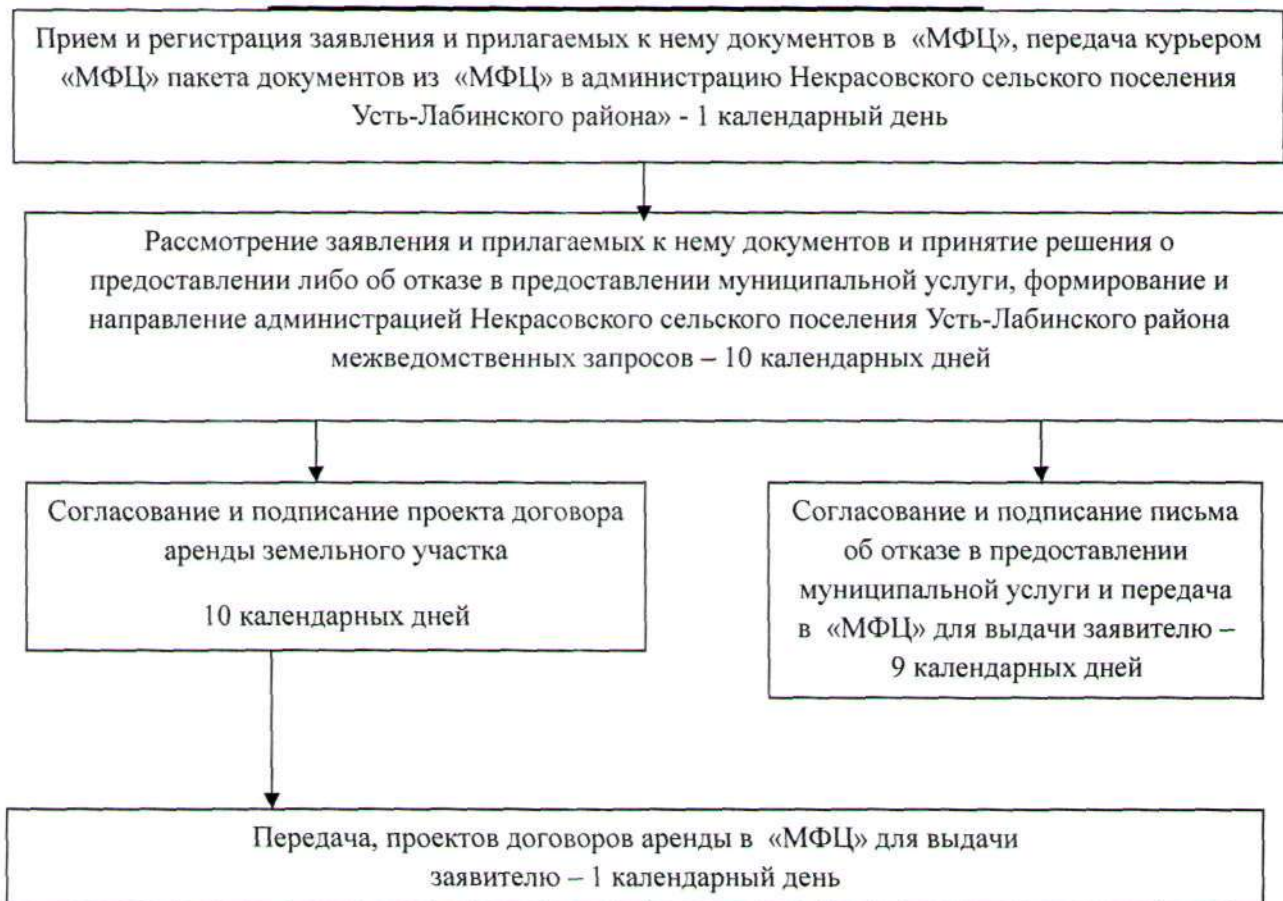 Прием и регистрация заявления и прилагаемых к нему документов в «МФЦ», передача курьером
«МФЦ» пакета документов из «МФЦ» в администрацию Некрасовского сельского поселения
Усть-Лабинского района» - 1 календарный день
Рассмотрение заявления и прилагаемых к нему документов и принятие решения о
предоставлении либо об отказе в предоставлении муниципальной услуги, формирование и
направление администрацией Некрасовского сельского поселения Усть-Лабинского района
межведомственных запросов – 10 календарных дней
Согласование и подписание проекта договора
аренды земельного участка
10 календарных дней
Согласование и подписание письма
об отказе в предоставлении
муниципальной услуги и передача
в «МФЦ» для выдачи заявителю –
9 календарных дней
Передача, проектов договоров аренды в «МФЦ» для выдачи
заявителю – 1 календарный день